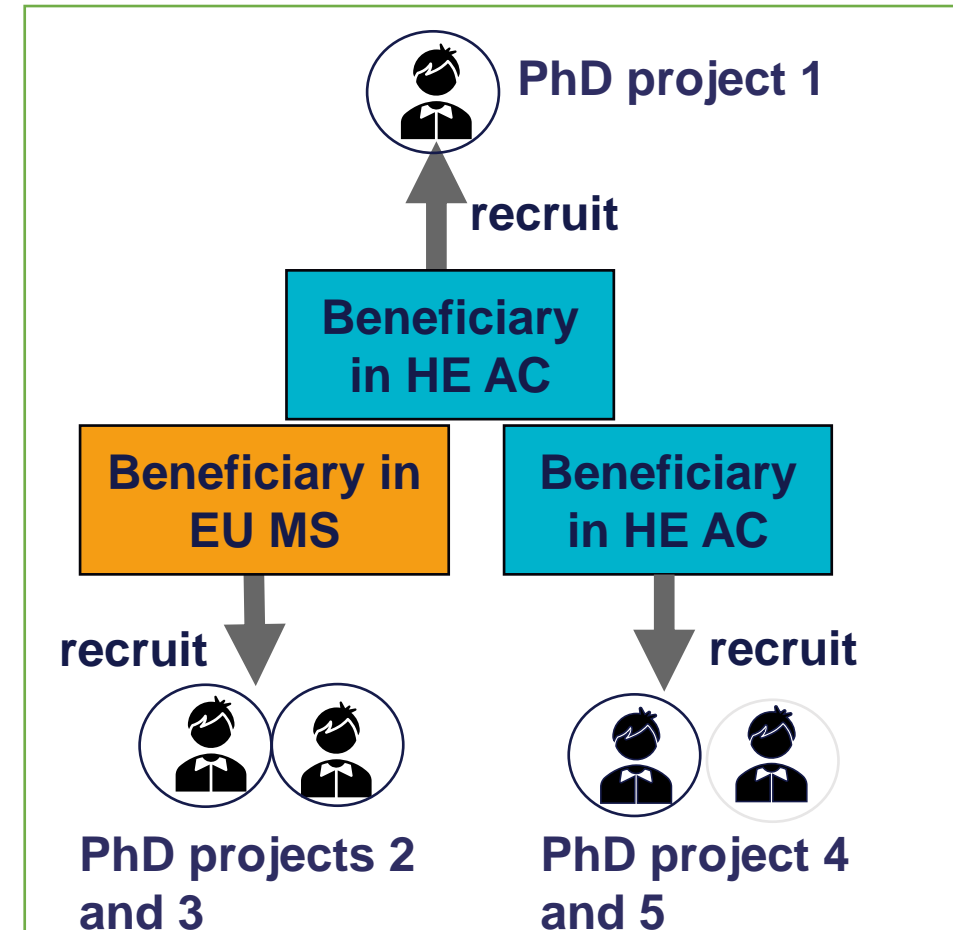 PhD project 1
recruit
Beneficiary
in HE AC
Beneficiary in
EU MS
Beneficiary
in HE AC
recruit
recruit
PhD projects 2
and 3
PhD project 4
and 5